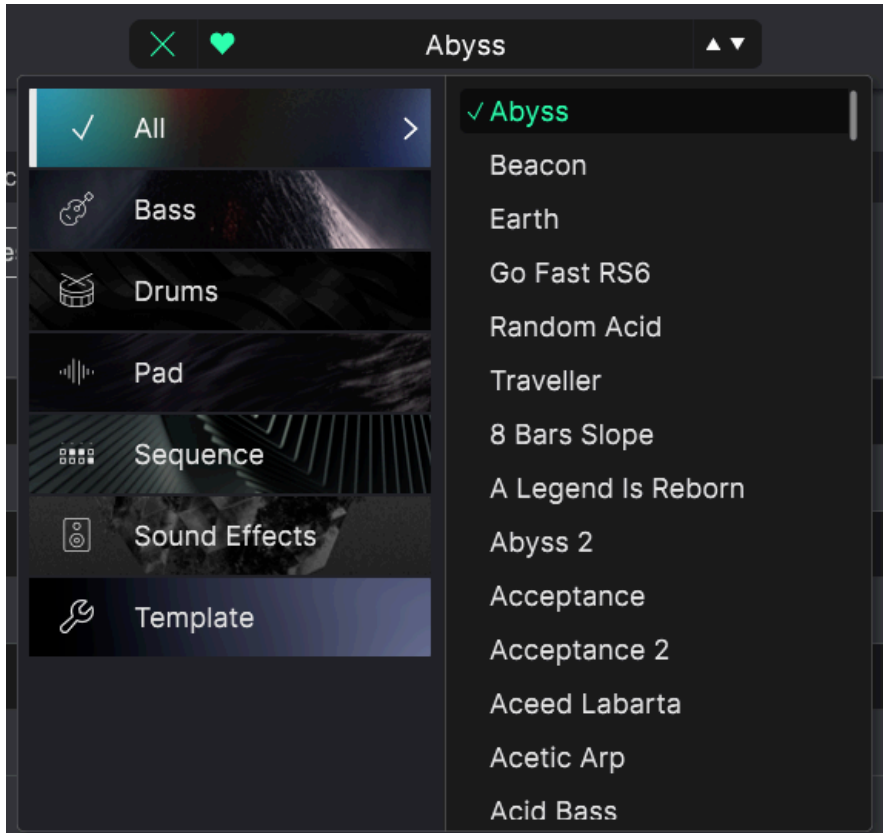 Abyss
All
Bass
Drums
Pad
Sequence
Sound Effects
Template
Abyss
Beacon
Earth
Go Fast RS6
Random Acid
Traveller
8 Bars Slope
A Legend Is Reborn
Abyss 2
Acceptance
Acceptance 2
Aceed Labarta
Acetic Arp
Acid Bass